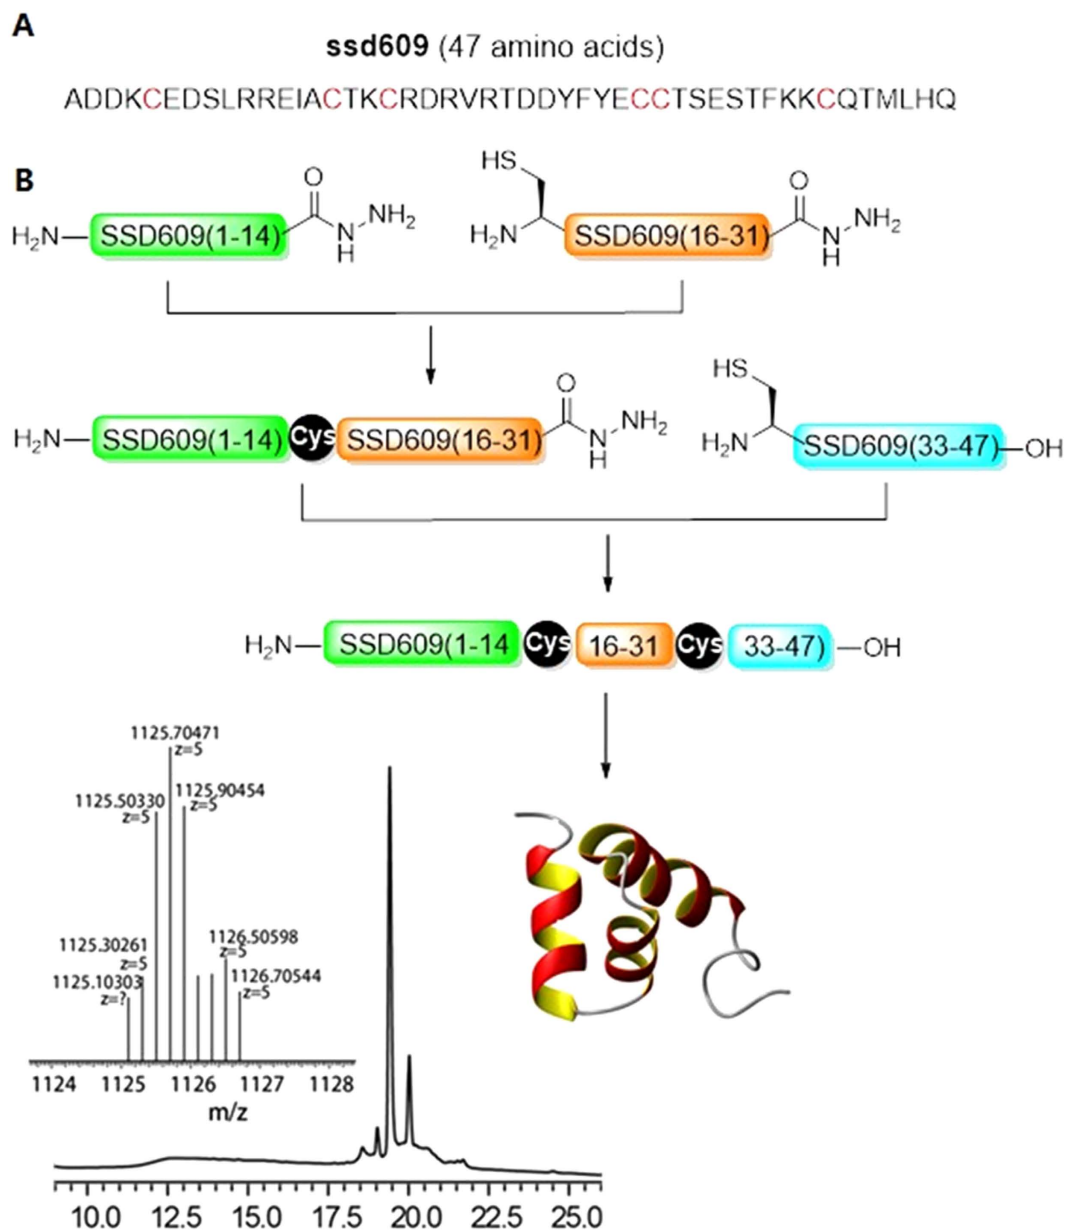 A
ssd609 (47 amino acids)
ADDKCEDSLRREIACTKCRDRVRTDDYFYECCTSESTFKKCQTMLHQ
B
H₂N
SSD609(1-14)
O
N
H
NH₂
HS
H₂N
SSD609(16-31)
O
N
H
NH₂
H₂N
SSD609(1-14)
Cys
SSD609(16-31)
O
N
H
NH₂
HS
H₂N
SSD609(33-47)
OH
H₂N
SSD609(1-14
Cys
16-31
Cys
33-47)
OH
1125.70471
z=5
1125.50330
z=5
1125.90454
z=5
1125.30261
z=5
1125.10303
z=?
1126.50598
z=5
1126.70544
z=5
1124 1125 1126 1127 1128
m/z
10.0 12.5 15.0 17.5 20.0 22.5 25.0